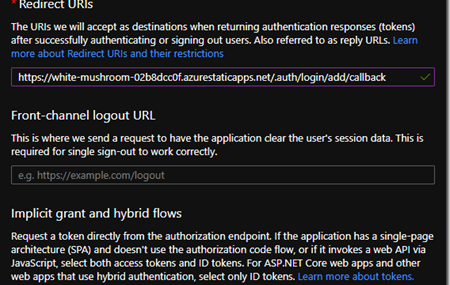 * Redirect URIs
The URIs we will accept as destinations when returning authentication responses (tokens)
after successfully authenticating or signing out users. Also referred to as reply URLs. Learn
more about Redirect URIs and their restrictions
https://white-mushroom-02b8dcc0f.azurestaticapps.net/.auth/login/add/callback
Front-channel logout URL
This is where we send a request to have the application clear the user's session data. This is
required for single sign-out to work correctly.
e.g. https://example.com/logout
Implicit grant and hybrid flows
Request a token directly from the authorization endpoint. If the application has a single-page
architecture (SPA) and doesn't use the authorization code flow, or if it invokes a web API via
JavaScript, select both access tokens and ID tokens. For ASP.NET Core web apps and other
web apps that use hybrid authentication, select only ID tokens. Learn more about tokens.